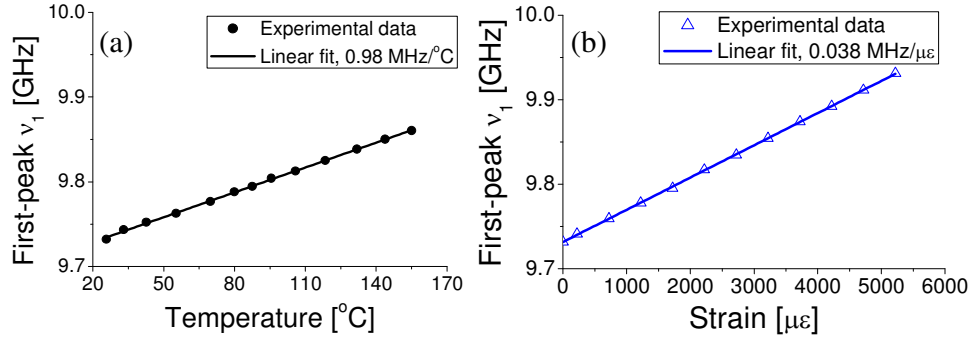 (a)
Experimental data
Linear fit, 0.98 MHz/°C
First-peak ν₁ [GHz]
10.0
9.9
9.8
9.7
20
50
80
110
140
170
Temperature [°C]
(b)
Experimental data
Linear fit, 0.038 MHz/με
First-peak ν₁ [GHz]
10.0
9.9
9.8
9.7
0
1000
2000
3000
4000
5000
6000
Strain [με]